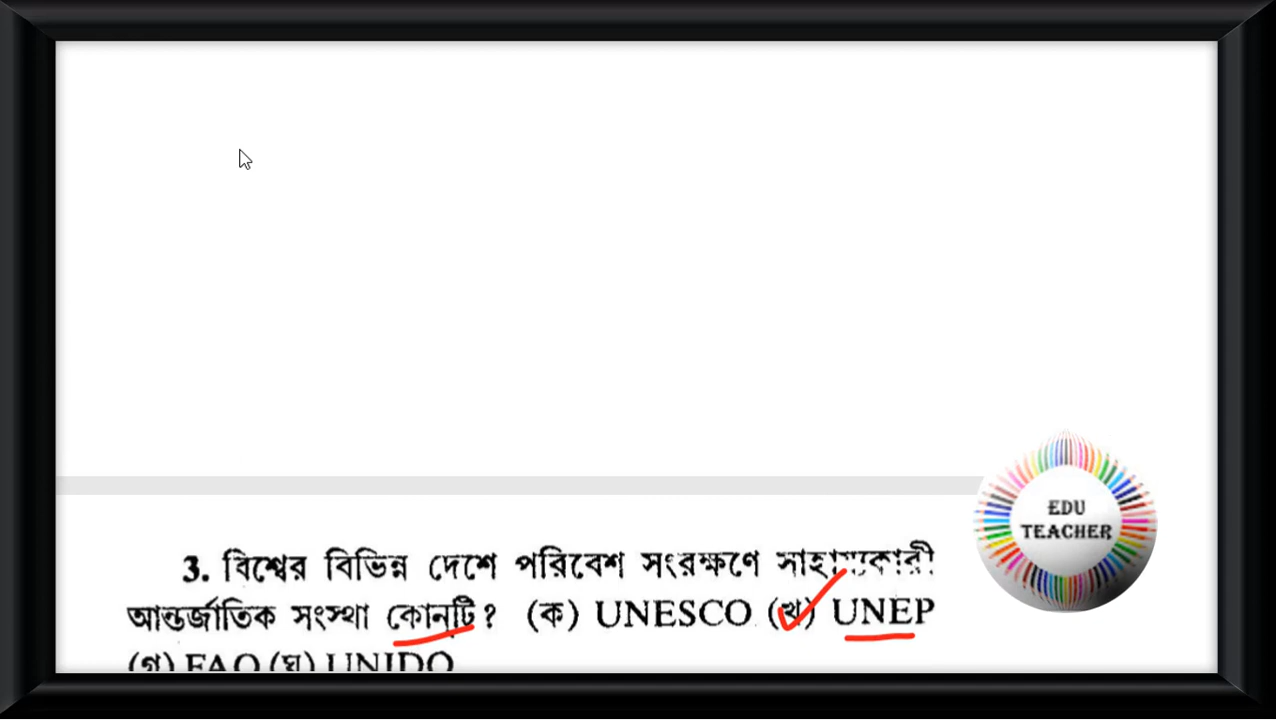 EDU
TEACHER
3. বিশ্বের বিভিন্ন দেশে পরিবেশ সংরক্ষণে সাহায্যকারী
আন্তর্জাতিক সংস্থা কোনটি? (ক) UNESCO (খ) UNEP
(গ) FAO (ঘ) UNIDO